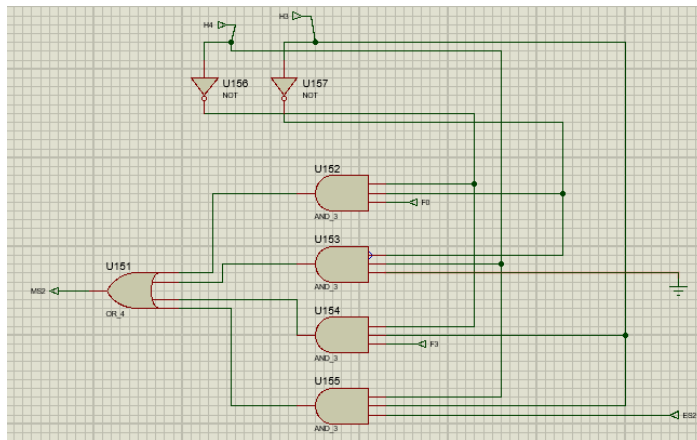 H4
H3
U156
NOT
U157
NOT
U152
AND_3
F0
U153
AND_3
U151
OR_4
MS2
U154
AND_3
F3
U155
AND_3
ES2